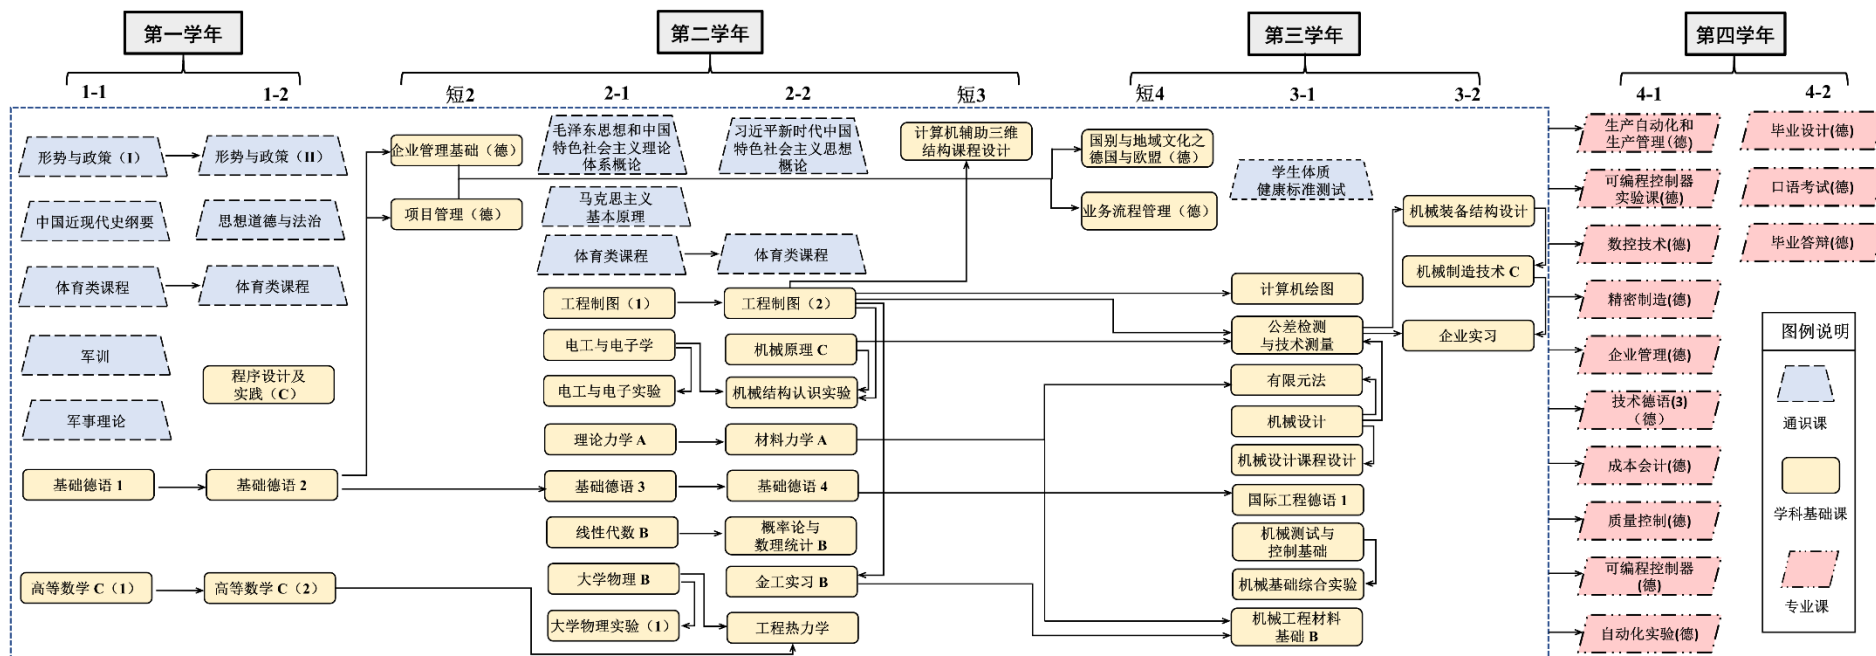 第一学年
第二学年
第三学年
第四学年
1-1
1-2
短2
2-1
2-2
短3
短4
3-1
3-2
4-1
4-2
形势与政策（I）
中国近现代史纲要
体育类课程
军训
军事理论
基础德语 1
高等数学 C（1）
形势与政策（II）
思想道德与法治
体育类课程
程序设计及
实践（C）
基础德语 2
高等数学 C（2）
企业管理基础（德）
项目管理（德）
毛泽东思想和中国
特色社会主义理论
体系概论
马克思主义
基本原理
体育类课程
工程制图（1）
电工与电子学
电工与电子实验
理论力学 A
基础德语 3
线性代数 B
大学物理 B
大学物理实验（1）
习近平新时代中国
特色社会主义思想
概论
体育类课程
工程制图（2）
机械原理 C
机械结构认识实验
材料力学 A
基础德语 4
概率论与
数理统计 B
金工实习 B
工程热力学
计算机辅助三维
结构课程设计
国别与地域文化之
德国与欧盟（德）
业务流程管理（德）
学生体质
健康标准测试
计算机绘图
公差检测
与技术测量
有限元法
机械设计
机械设计课程设计
国际工程德语 1
机械测试与
控制基础
机械基础综合实验
机械工程材料
基础 B
机械装备结构设计
机械制造技术 C
企业实习
生产自动化和
生产管理(德)
可编程控制器
实验课(德)
数控技术(德)
精密制造(德)
企业管理(德)
技术德语(3)
（德）
成本会计(德)
质量控制(德)
可编程控制器
(德)
自动化实验(德)
毕业设计(德)
口语考试(德)
毕业答辩(德)
图例说明
通识课
学科基础课
专业课